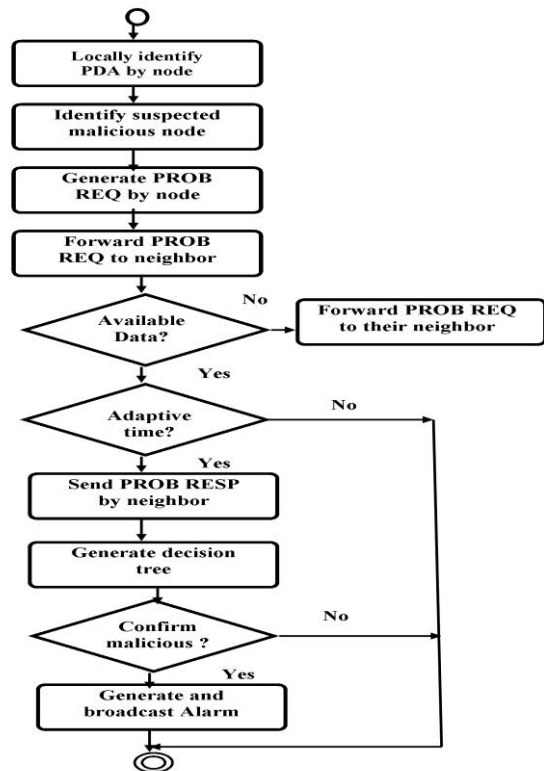 Locally identify
PDA by node
Identify suspected
malicious node
Generate PROB
REQ by node
Forward PROB
REQ to neighbor
No
Available
Data?
Forward PROB REQ
to their neighbor
Yes
Adaptive
time?
No
Yes
Send PROB RESP
by neighbor
Generate decision
tree
Confirm
malicious ?
No
Yes
Generate and
broadcast Alarm